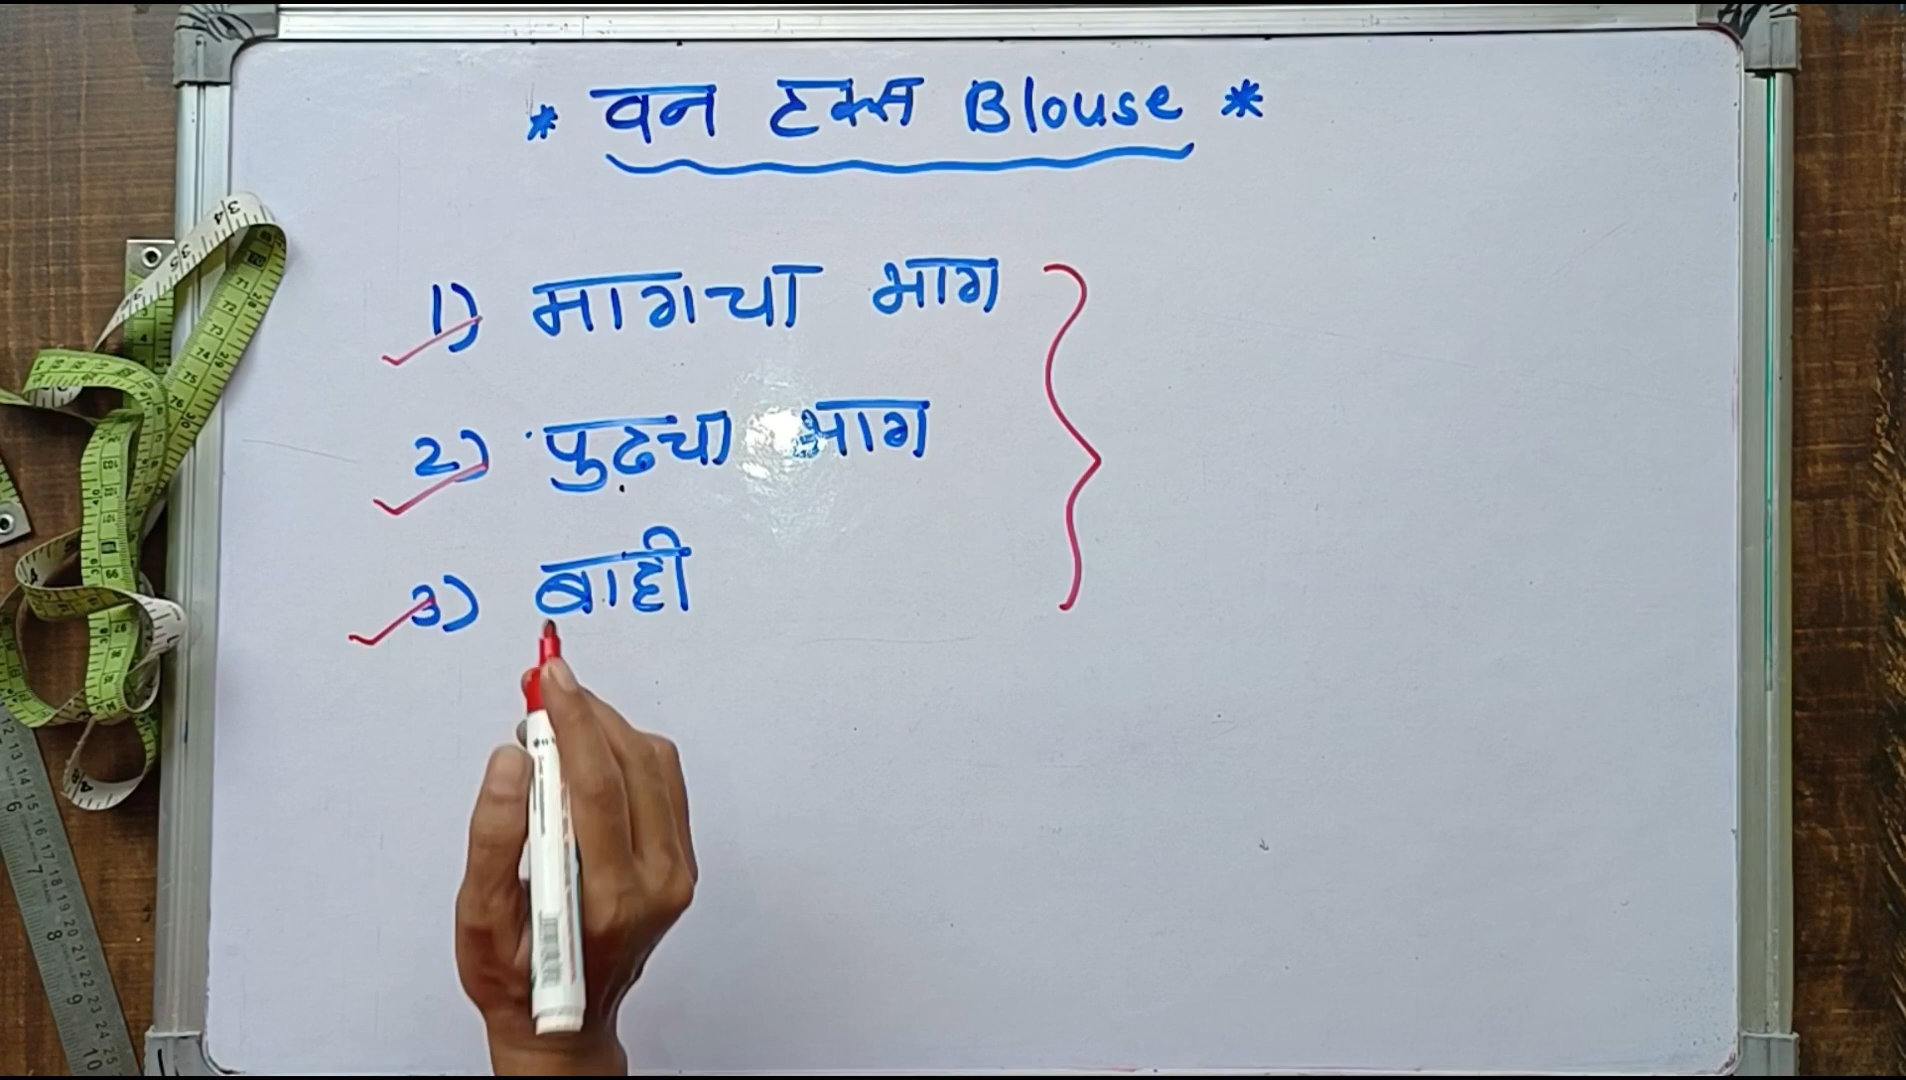 * वन टक्स Blouse *
1) मागचा भाग
2) पुढचा भाग
3) बाही